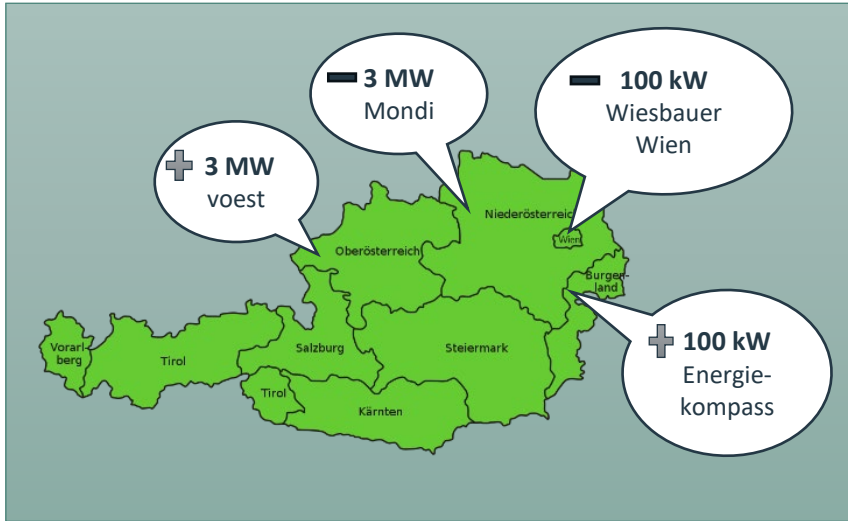 3 MW
Mondi
100 kW
Wiesbauer
Wien
3 MW
voest
Niederösterreich
Wien
Oberösterreich
Burgen-
land
Vorarl-
berg
Tirol
Salzburg
Steiermark
Tirol
Kärnten
100 kW
Energie-
kompass